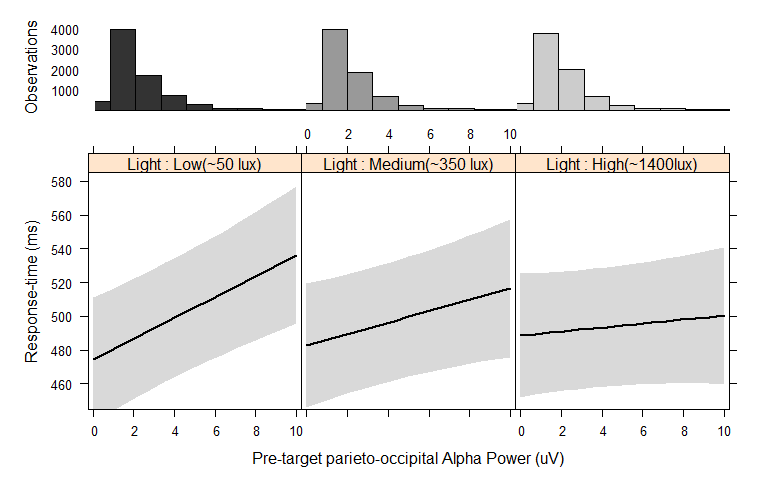 Observations
4000
3000
2000
1000
0 2 4 6 8 10
Light : Low(~50 lux) Light : Medium(~350 lux) Light : High(~1400lux)
Response-time (ms)
580
560
540
520
500
480
460
0 2 4 6 8 10 0 2 4 6 8 10
Pre-target parieto-occipital Alpha Power (uV)